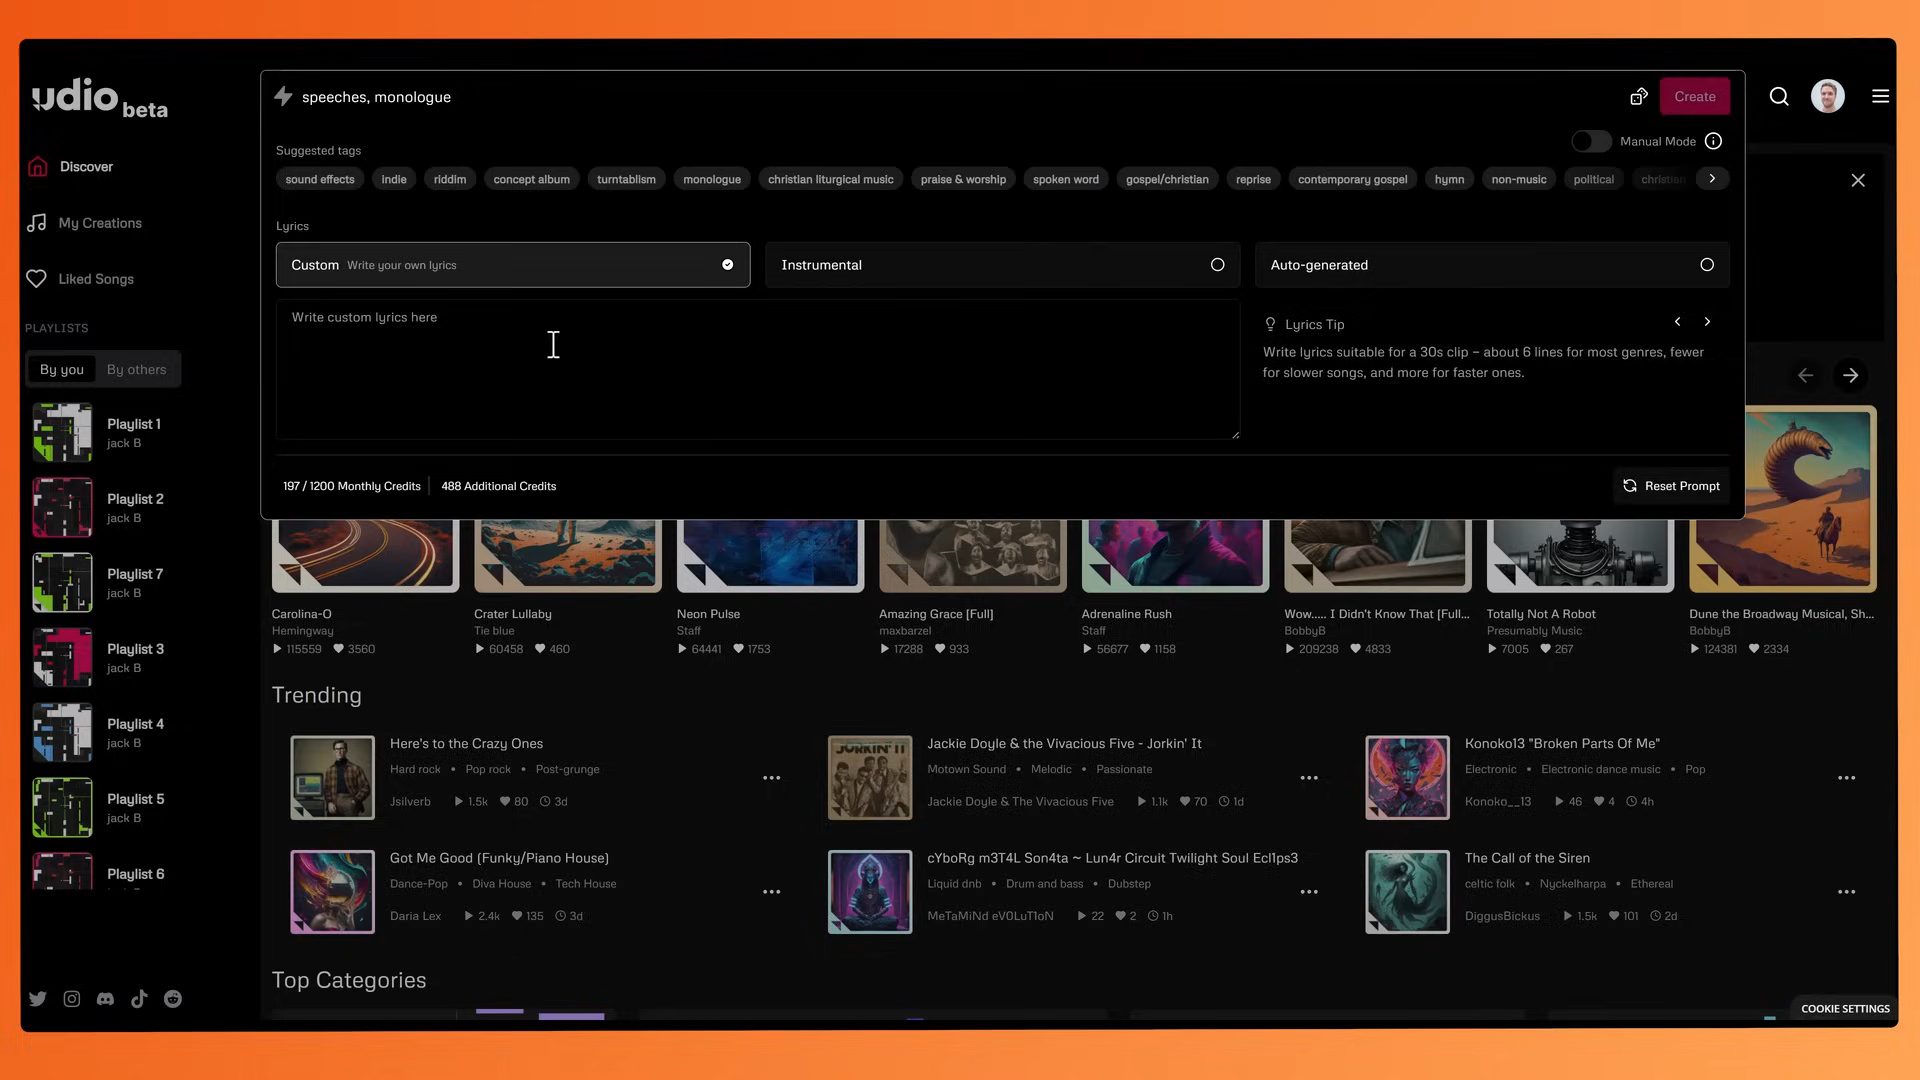 udio beta
Discover
My Creations
Liked Songs
PLAYLISTS
By you By others
Playlist 1
jack B
Playlist 2
jack B
Playlist 7
jack B
Playlist 3
jack B
Playlist 4
jack B
Playlist 5
jack B
Playlist 6
speeches, monologue
Create
Manual Mode
Suggested tags
sound effects indie riddim concept album turntablism monologue christian liturgical music praise & worship spoken word gospel/christian reprise contemporary gospel hymn non-music political christian
Lyrics
Custom Write your own lyrics
Instrumental
Auto-generated
Write custom lyrics here
Lyrics Tip
Write lyrics suitable for a 30s clip – about 6 lines for most genres, fewer
for slower songs, and more for faster ones.
197 / 1200 Monthly Credits 488 Additional Credits
Reset Prompt
Carolina-O
Hemingway
115559 3560
Crater Lullaby
Tie blue
60458 460
Neon Pulse
Staff
64441 1753
Amazing Grace [Full]
maxbarzel
17288 933
Adrenaline Rush
Staff
56677 1158
Wow..... I Didn't Know That [Full...
BobbyB
209238 4833
Totally Not A Robot
Presumably Music
7005 267
Dune the Broadway Musical, Sh...
BobbyB
124381 2334
Trending
Here's to the Crazy Ones
Hard rock • Pop rock • Post-grunge
Jsilverb 1.5k 80 3d
JORKIN' IT
Jackie Doyle & the Vivacious Five - Jorkin' It
Motown Sound • Melodic • Passionate
Jackie Doyle & The Vivacious Five 1.1k 70 1d
Konoko13 "Broken Parts Of Me"
Electronic • Electronic dance music • Pop
Konoko__13 46 4 4h
Got Me Good (Funky/Piano House)
Dance-Pop • Diva House • Tech House
Daria Lex 2.4k 135 3d
cYboRg m3T4L Son4ta ~ Lun4r Circuit Twilight Soul Ecl1ps3
Liquid dnb • Drum and bass • Dubstep
MeTaMiNd eV0LuT1oN 22 2 1h
The Call of the Siren
celtic folk • Nyckelharpa • Ethereal
DiggusBickus 1.5k 101 2d
Top Categories
COOKIE SETTINGS